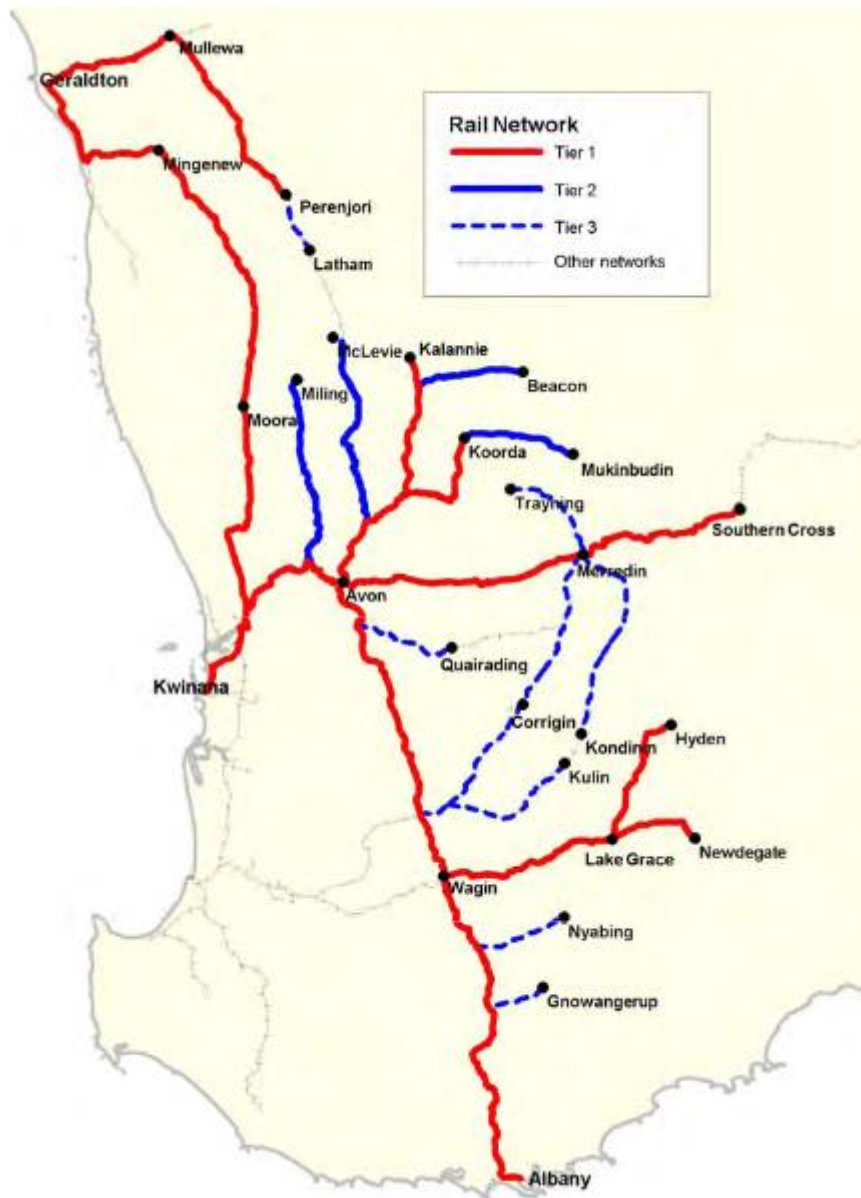 Mullewa
Geraldton
Rail Network
Tier 1
Mingenew
Tier 2
Perenjori
Tier 3
Latham
Other networks
McLevie
Kalannie
Miling
Beacon
Moora
Koorda
Mukinbudin
Trayning
Southern Cross
Merredin
Avon
Quairading
Kwinana
Corrigin
Kondinin
Hyden
Kulin
Lake Grace
Newdegate
Wagin
Nyabing
Gnowangerup
Albany